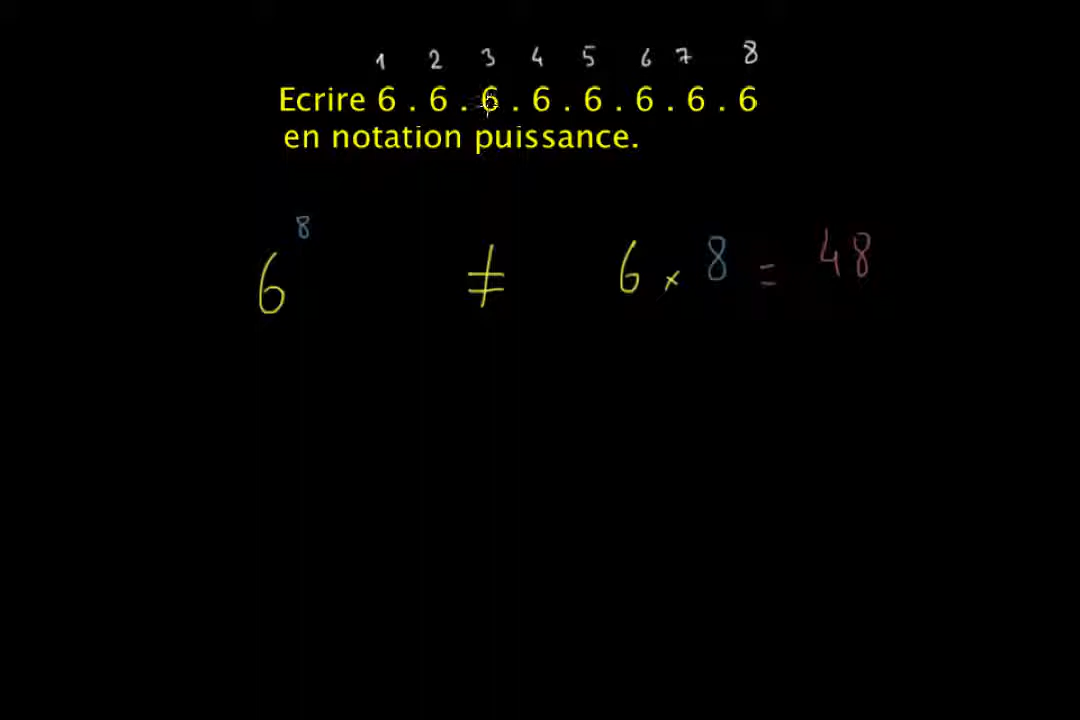 1 2 3 4 5 6 7 8
Ecrire 6 . 6 . 6 . 6 . 6 . 6 . 6 . 6
en notation puissance.
6⁸ ≠ 6 × 8 = 48